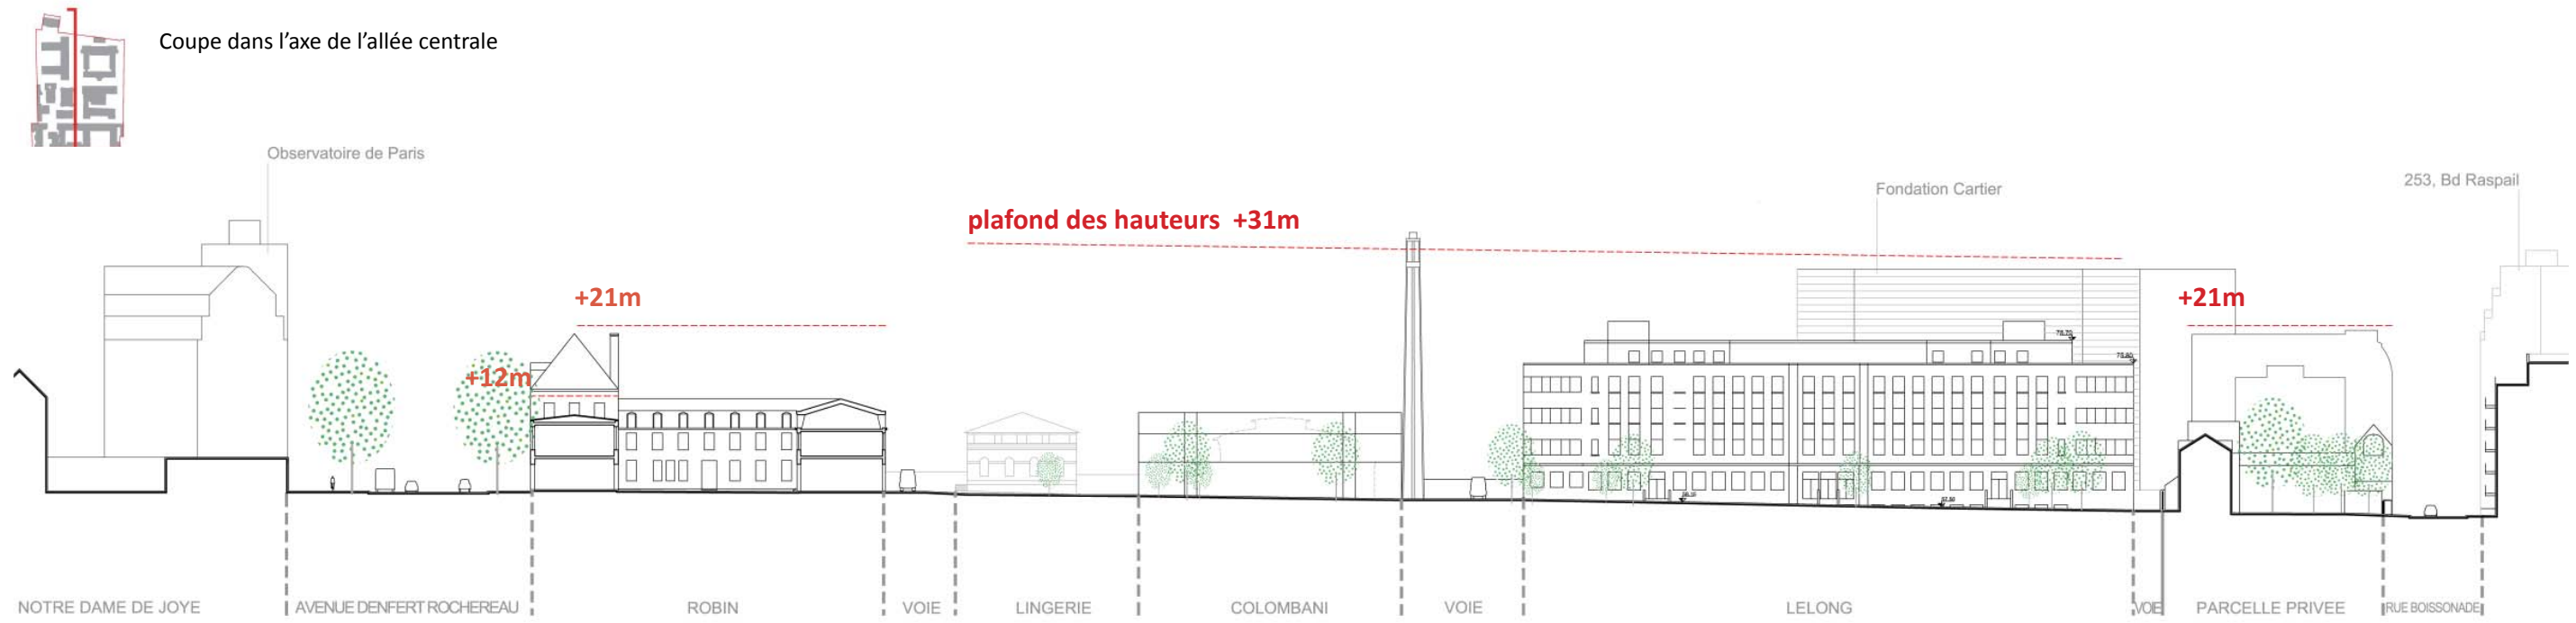 Coupe dans l’axe de l’allée centrale
Observatoire de Paris
253, Bd Raspail
Fondation Cartier
plafond des hauteurs +31m
+21m
+21m
+12m
NOTRE DAME DE JOYE
AVENUE DENFERT ROCHEREAU
ROBIN
VOIE
LINGERIE
COLOMBANI
VOIE
LELONG
VOIE
PARCELLE PRIVEE
RUE BOISSONADE